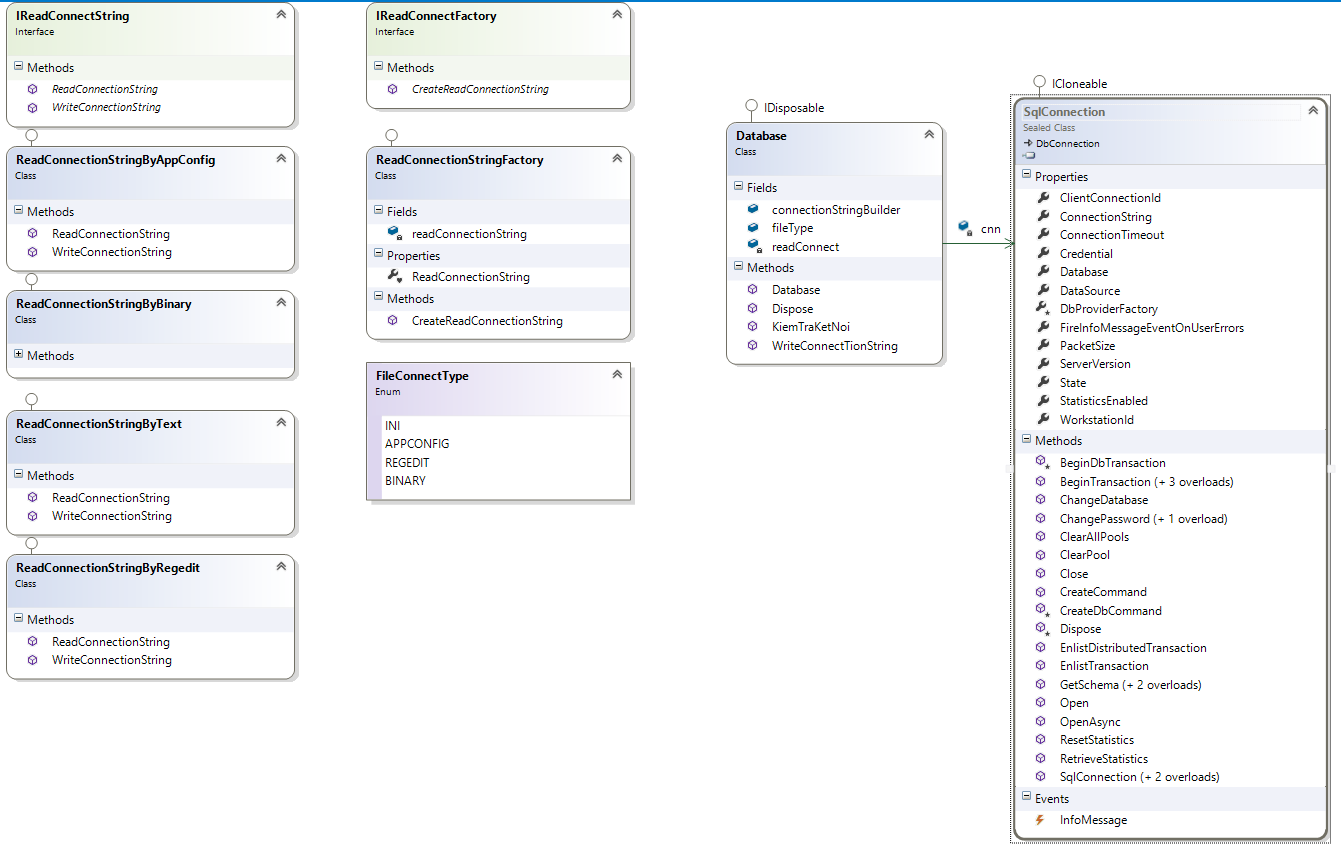 IReadConnectString
Interface
Methods
ReadConnectionString
WriteConnectionString
ReadConnectionStringByAppConfig
Class
Methods
ReadConnectionString
WriteConnectionString
ReadConnectionStringByBinary
Class
Methods
ReadConnectionStringByText
Class
Methods
ReadConnectionString
WriteConnectionString
ReadConnectionStringByRegedit
Class
Methods
ReadConnectionString
WriteConnectionString
IReadConnectFactory
Interface
Methods
CreateReadConnectionString
ReadConnectionStringFactory
Class
Fields
readConnectionString
Properties
ReadConnectionString
Methods
CreateReadConnectionString
FileConnectType
Enum
INI
APPCONFIG
REGEDIT
BINARY
IDisposable
Database
Class
Fields
connectionStringBuilder
fileType
readConnect
Methods
Database
Dispose
KiemTraKetNoi
WriteConnectTionString
cnn
ICloneable
SqlConnection
Sealed Class
DbConnection
Properties
ClientConnectionId
ConnectionString
ConnectionTimeout
Credential
Database
DataSource
DbProviderFactory
FireInfoMessageEventOnUserErrors
PacketSize
ServerVersion
State
StatisticsEnabled
WorkstationId
Methods
BeginDbTransaction
BeginTransaction (+ 3 overloads)
ChangeDatabase
ChangePassword (+ 1 overload)
ClearAllPools
ClearPool
Close
CreateCommand
CreateDbCommand
Dispose
EnlistDistributedTransaction
EnlistTransaction
GetSchema (+ 2 overloads)
Open
OpenAsync
ResetStatistics
RetrieveStatistics
SqlConnection (+ 2 overloads)
Events
InfoMessage